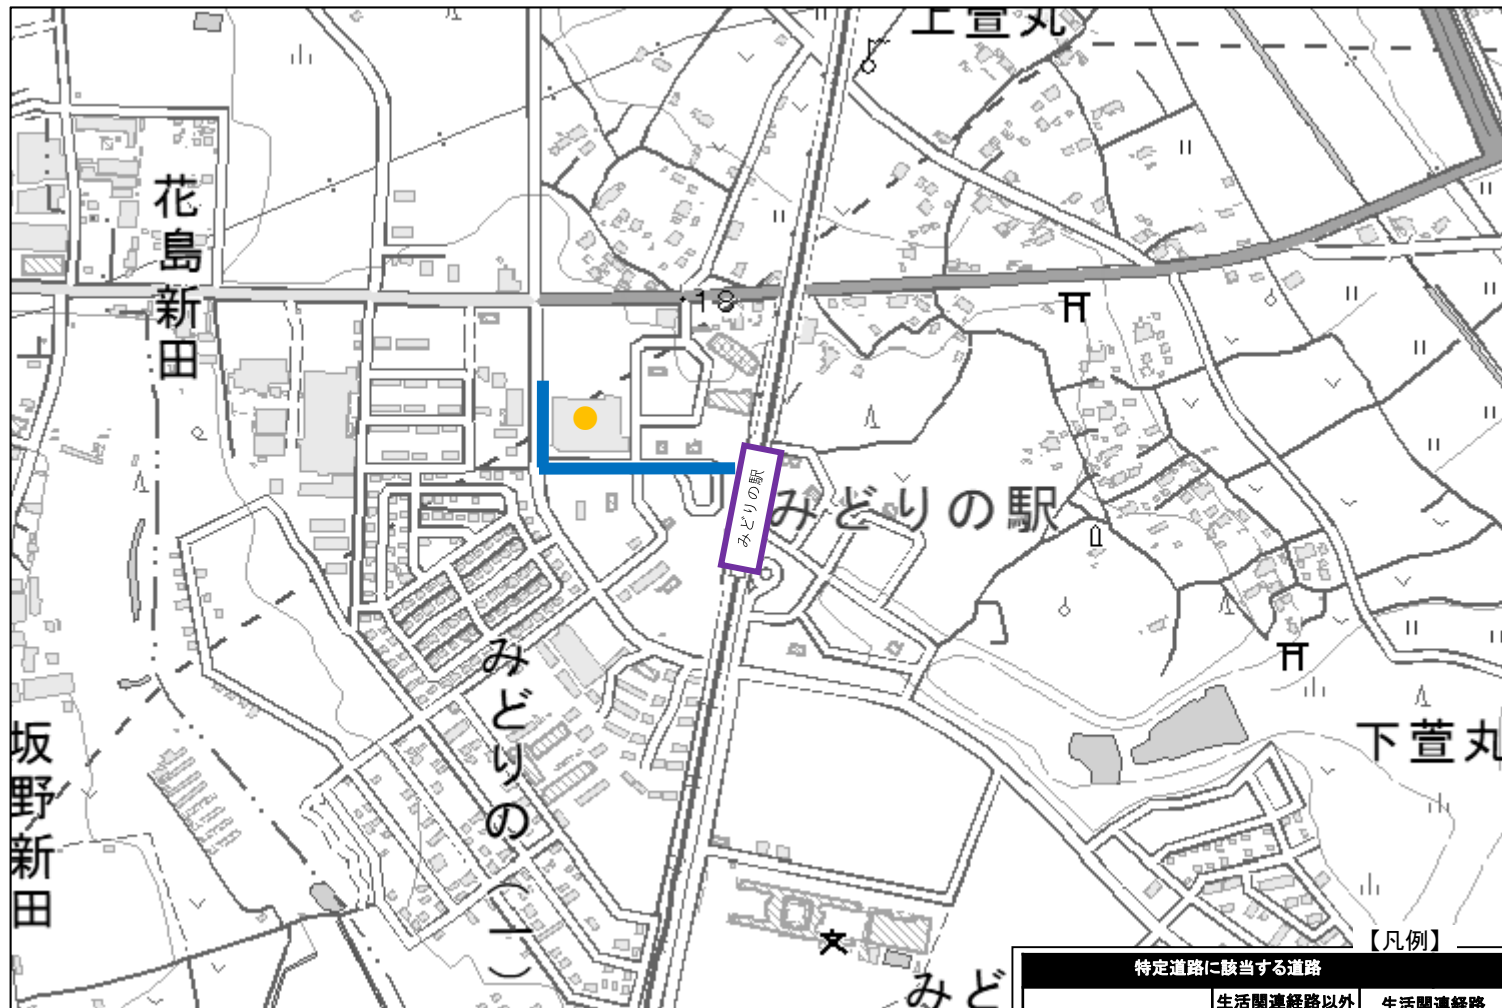 上萱丸
花島新田
18
みどりの駅
みどりの駅
みどりの(一)
下萱丸
坂野新田
みど
【凡例】
特定道路に該当する道路
生活関連経路以外
生活関連経路